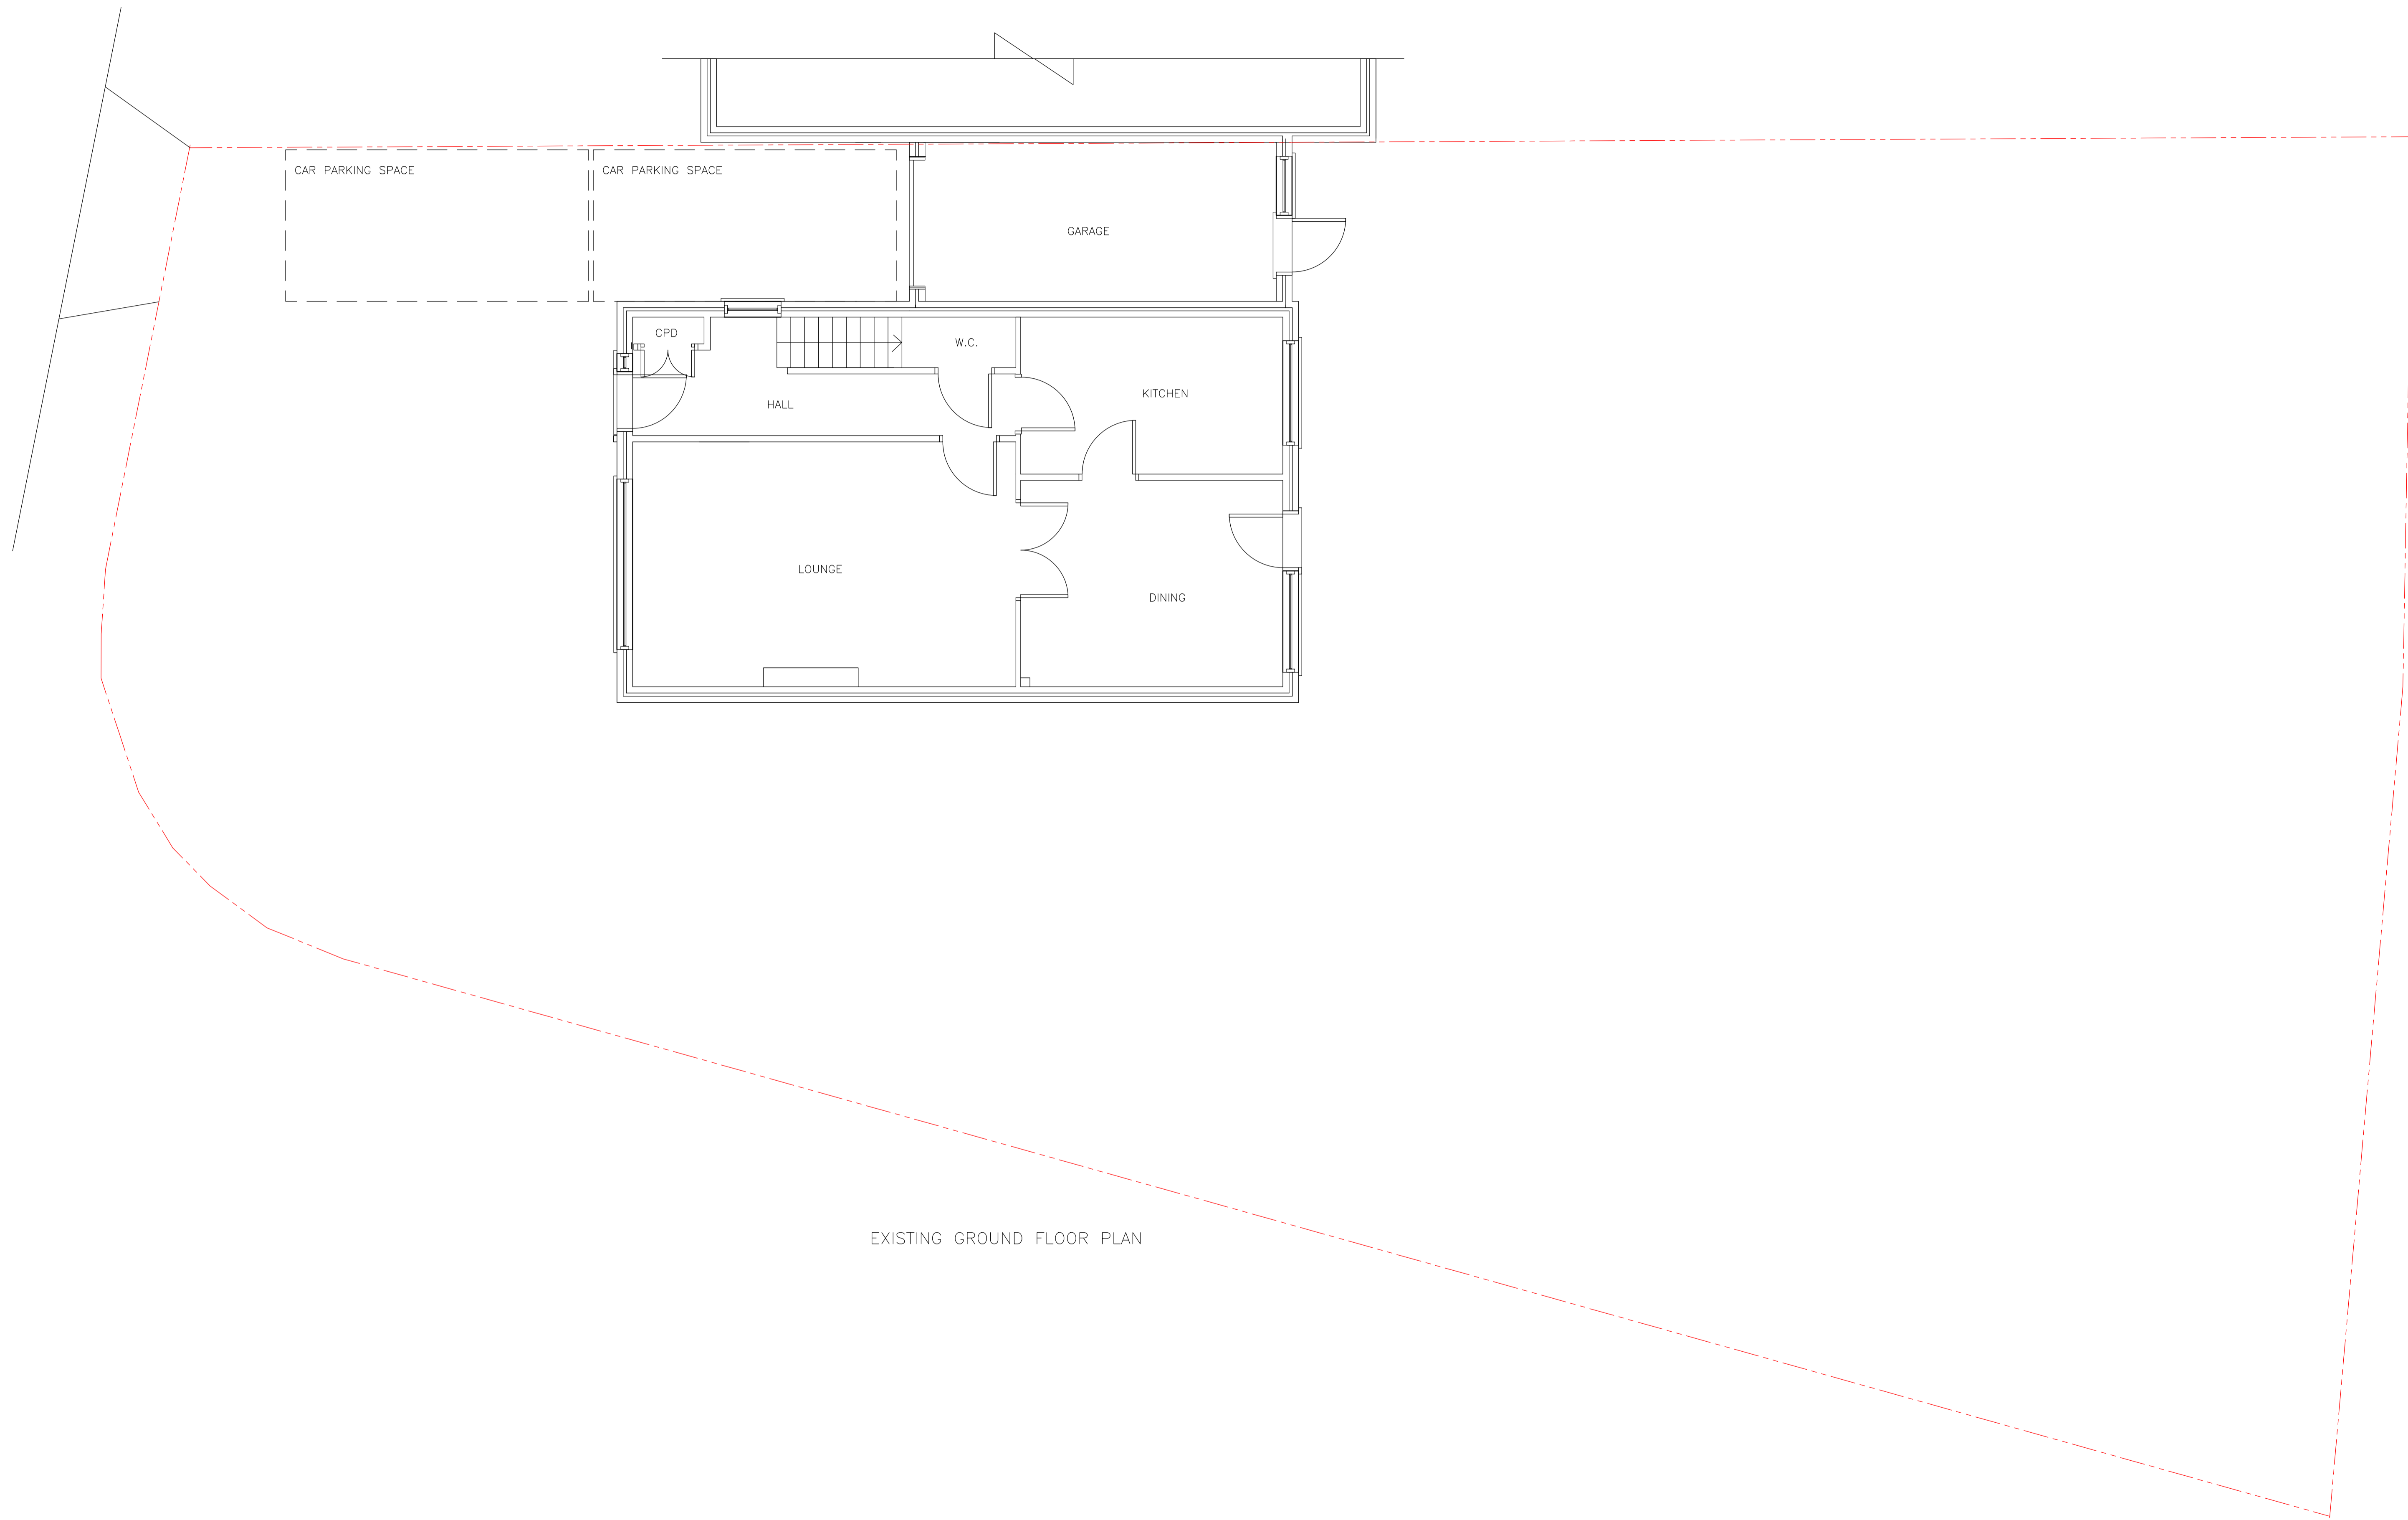 CAR PARKING SPACE
CAR PARKING SPACE
GARAGE
CPD
W.C.
HALL
KITCHEN
LOUNGE
DINING
EXISTING GROUND FLOOR PLAN